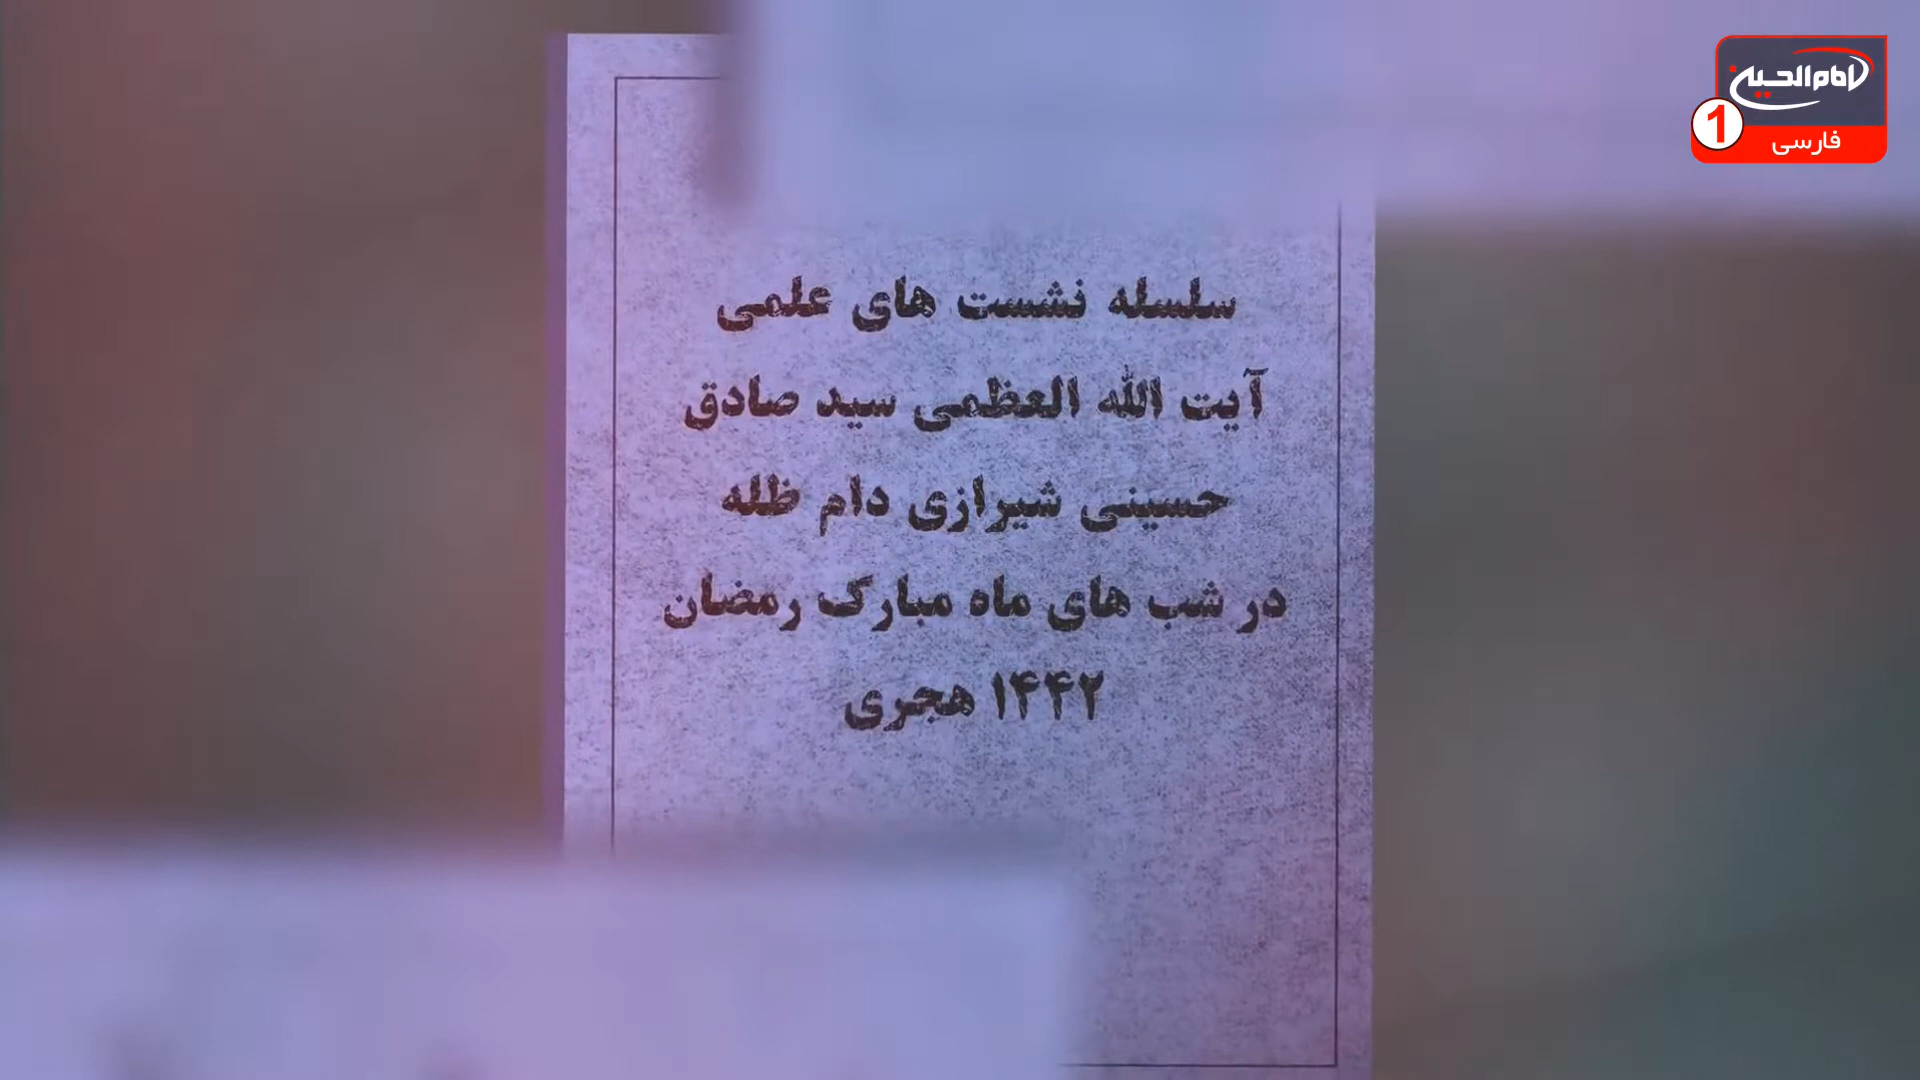 سلسله نشست های علمی
آیت الله العظمی سید صادق
حسینی شیرازی دام ظله
در شب های ماه مبارک رمضان
۱۴۴۲ هجری
امام الحسین
1
فارسی